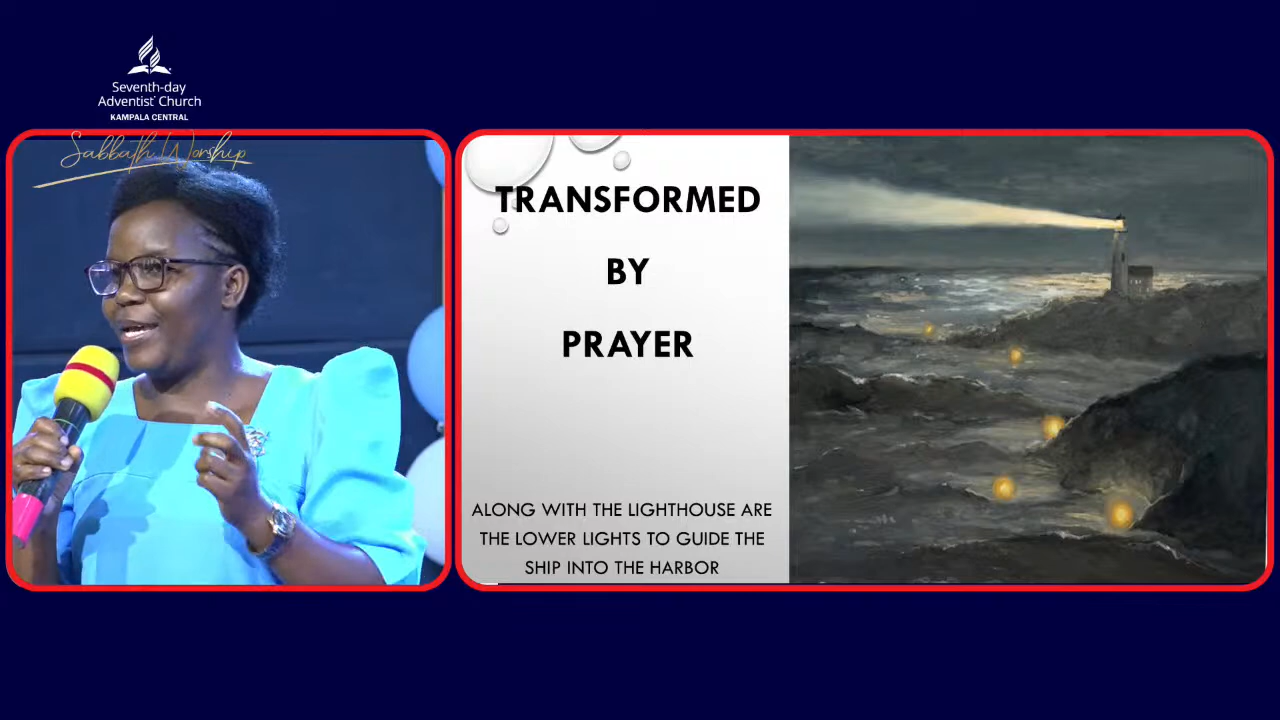 Seventh-day
Adventist Church
KAMPALA CENTRAL
Sabbath Worship
TRANSFORMED
BY
PRAYER
ALONG WITH THE LIGHTHOUSE ARE
THE LOWER LIGHTS TO GUIDE THE
SHIP INTO THE HARBOR